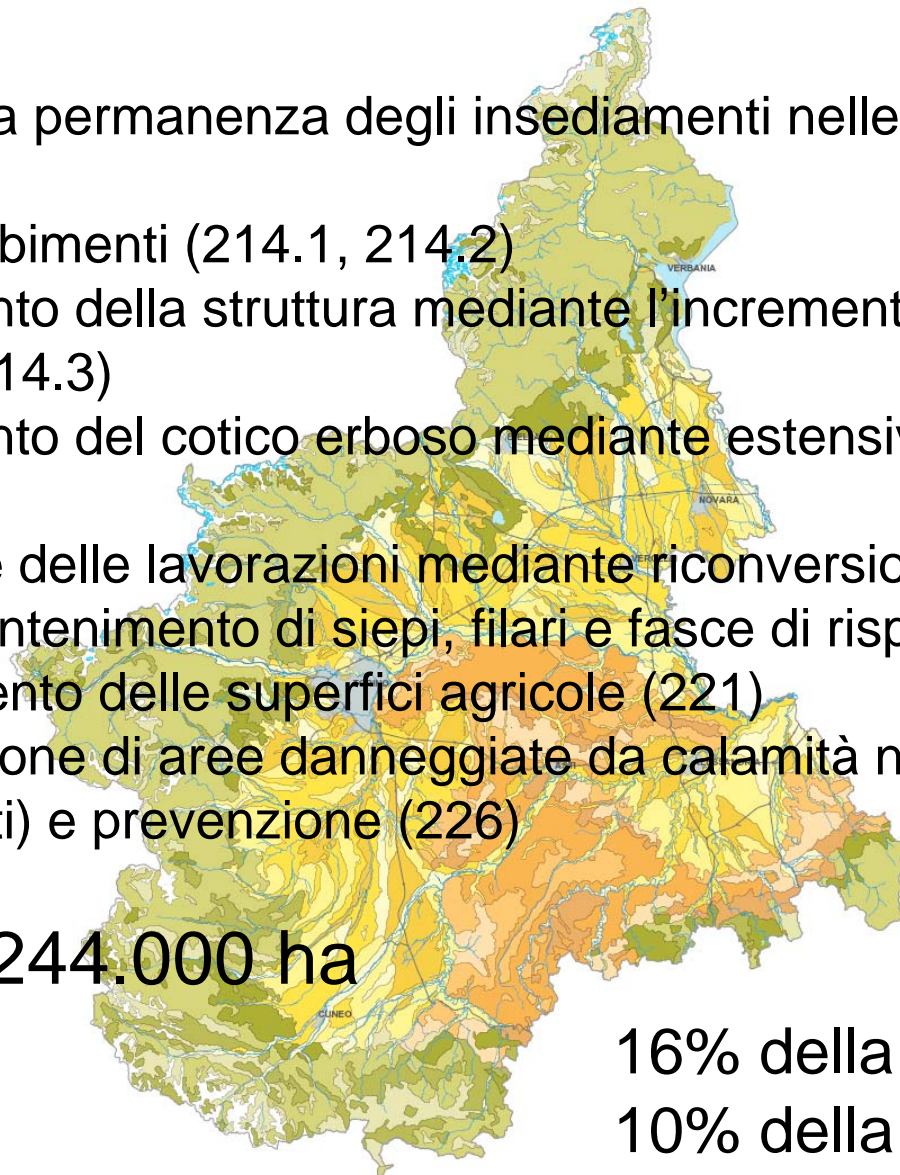 a permanenza degli insediamenti nelle
bimenti (214.1, 214.2)
VERBANIA
nto della struttura mediante l’increment
14.3)
nto del cotico erboso mediante estensiv
NOVARA
e delle lavorazioni mediante riconversio
ntenimento di siepi, filari e fasce di risp
ento delle superfici agricole (221)
one di aree danneggiate da calamità n
ti) e prevenzione (226)
244.000 ha
CUNEO
16% della
10% della